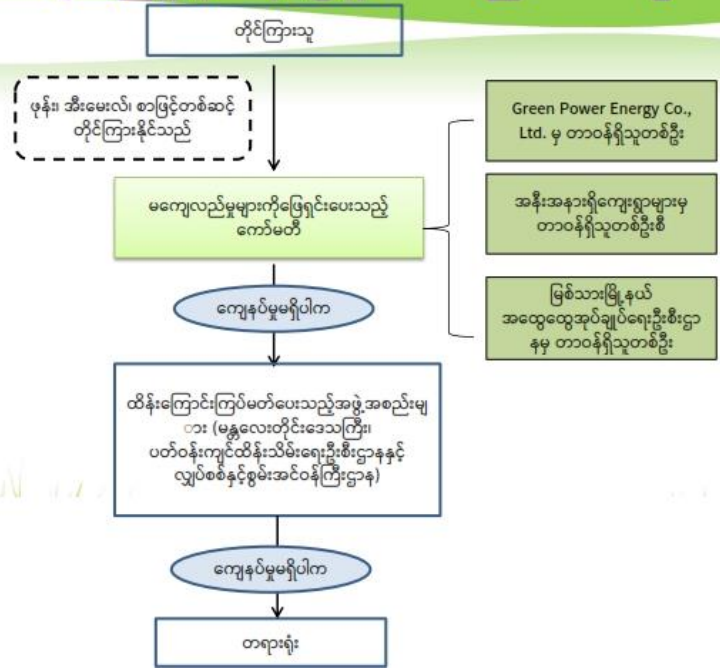 တိုင်ကြားသူ
ဖုန်း၊ အီးမေးလ်၊ စာဖြင့်တစ်ဆင့်
တိုင်ကြားနိုင်သည်
မကျေလည်မှုများကိုဖြေရှင်းပေးသည့်
ကော်မတီ
Green Power Energy Co.,
Ltd. မှ တာဝန်ရှိသူတစ်ဦး
အနီးအနားရှိကျေးရွာများမှ
တာဝန်ရှိသူတစ်ဦးစီ
မြစ်သားမြို့နယ်
အထွေထွေအုပ်ချုပ်ရေးဦးစီးဌာ
နမှ တာဝန်ရှိသူတစ်ဦး
ကျေနပ်မှုမရှိပါက
ထိန်းကြောင်းကြပ်မတ်ပေးသည့်အဖွဲ့အစည်းမျ
ား (မန္တလေးတိုင်းဒေသကြီး၊
ပတ်ဝန်းကျင်ထိန်းသိမ်းရေးဦးစီးဌာနနှင့်
လျှပ်စစ်နှင့်စွမ်းအင်ဝန်ကြီးဌာန)
ကျေနပ်မှုမရှိပါက
တရားရုံး